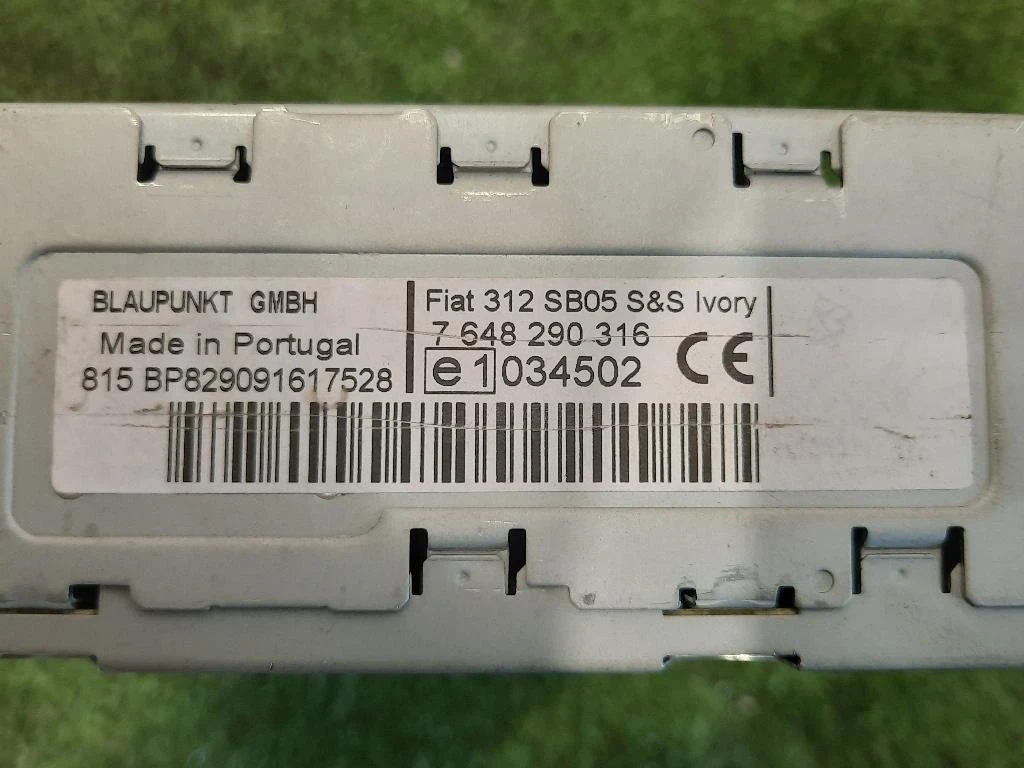 BLAUPUNKT GMBH
Made in Portugal
815 BP829091617528
Fiat 312 SB05 S&S Ivory
7 648 290 316
e1 034502 CE